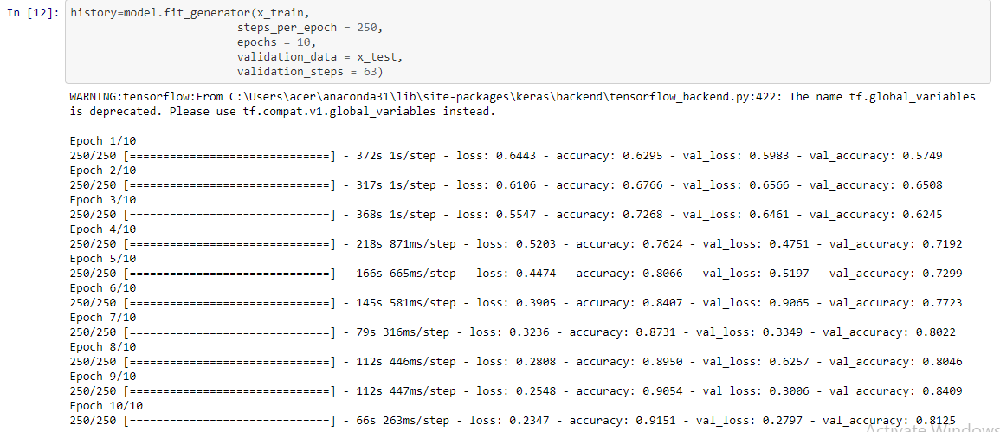 In [12]: history=model.fit_generator(x_train,
steps_per_epoch = 250,
epochs = 10,
validation_data = x_test,
validation_steps = 63)
WARNING:tensorflow:From C:\Users\acer\anaconda31\lib\site-packages\keras\backend\tensorflow_backend.py:422: The name tf.global_variables
is deprecated. Please use tf.compat.v1.global_variables instead.
Epoch 1/10
250/250 [==============================] - 372s 1s/step - loss: 0.6443 - accuracy: 0.6295 - val_loss: 0.5983 - val_accuracy: 0.5749
Epoch 2/10
250/250 [==============================] - 317s 1s/step - loss: 0.6106 - accuracy: 0.6766 - val_loss: 0.6566 - val_accuracy: 0.6508
Epoch 3/10
250/250 [==============================] - 368s 1s/step - loss: 0.5547 - accuracy: 0.7268 - val_loss: 0.6461 - val_accuracy: 0.6245
Epoch 4/10
250/250 [==============================] - 218s 871ms/step - loss: 0.5203 - accuracy: 0.7624 - val_loss: 0.4751 - val_accuracy: 0.7192
Epoch 5/10
250/250 [==============================] - 166s 665ms/step - loss: 0.4474 - accuracy: 0.8066 - val_loss: 0.5197 - val_accuracy: 0.7299
Epoch 6/10
250/250 [==============================] - 145s 581ms/step - loss: 0.3905 - accuracy: 0.8407 - val_loss: 0.9065 - val_accuracy: 0.7723
Epoch 7/10
250/250 [==============================] - 79s 316ms/step - loss: 0.3236 - accuracy: 0.8731 - val_loss: 0.3349 - val_accuracy: 0.8022
Epoch 8/10
250/250 [==============================] - 112s 446ms/step - loss: 0.2808 - accuracy: 0.8950 - val_loss: 0.6257 - val_accuracy: 0.8046
Epoch 9/10
250/250 [==============================] - 112s 447ms/step - loss: 0.2548 - accuracy: 0.9054 - val_loss: 0.3006 - val_accuracy: 0.8409
Epoch 10/10
250/250 [==============================] - 66s 263ms/step - loss: 0.2347 - accuracy: 0.9151 - val_loss: 0.2797 - val_accuracy: 0.8125
Activate Windows